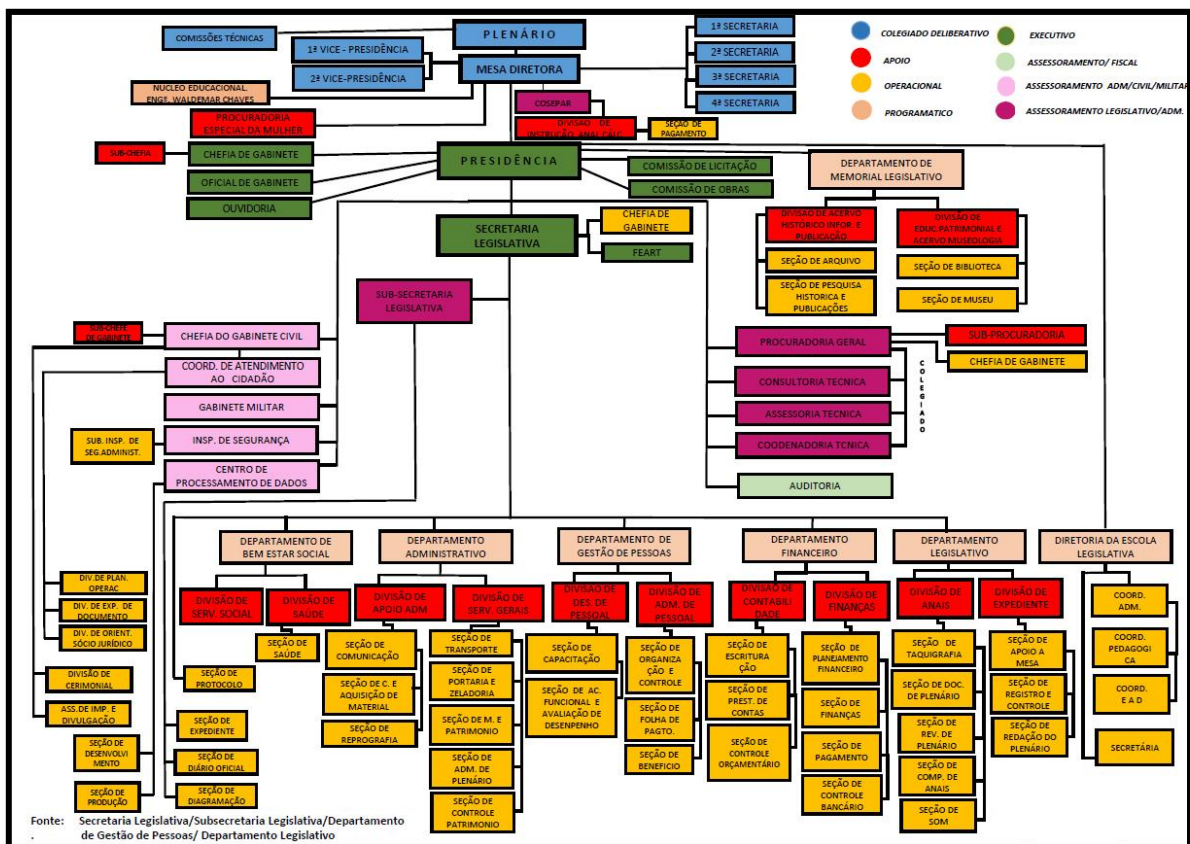 PLENÁRIO
COMISSÕES TÉCNICAS
1ª VICE - PRESIDÊNCIA
2ª VICE-PRESIDÊNCIA
MESA DIRETORA
1ª SECRETARIA
2ª SECRETARIA
3ª SECRETARIA
4ª SECRETARIA
COLEGIADO DELIBERATIVO
APOIO
OPERACIONAL
PROGRAMATICO
EXECUTIVO
ASSESSORAMENTO/ FISCAL
ASSESSORAMENTO ADM/CIVIL/MILITAR
ASSESSORAMENTO LEGISLATIVO/ADM.
NUCLEO EDUCACIONAL.
ENGº. WALDEMAR CHAVES
PROCURADORIA
ESPECIAL DA MULHER
COSEPAR
DIVISÃO DE
INSTRUÇÃO ANAL CALC
SEÇÃO DE
PAGAMENTO
SUB-CHEFIA
CHEFIA DE GABINETE
OFICIAL DE GABINETE
OUVIDORIA
PRESIDÊNCIA
COMISSÃO DE LICITAÇÃO
COMISSÃO DE OBRAS
DEPARTAMENTO DE
MEMORIAL LEGISLATIVO
DIVISÃO DE ACERVO
HISTÓRICO INFOR. E
PUBLICAÇÃO
SEÇÃO DE ARQUIVO
SEÇÃO DE PESQUISA
HISTORICA E
PUBLICAÇÕES
DIVISÃO DE
EDUC.PATRIMONIAL E
ACERVO MUSEOLOGIA
SEÇÃO DE BIBLIOTECA
SEÇÃO DE MUSEU
SECRETARIA
LEGISLATIVA
CHEFIA DE
GABINETE
FEART
SUB-SECRETARIA
LEGISLATIVA
SUB-CHEFE
DE GABINETE
CHEFIA DO GABINETE CIVIL
COORD. DE ATENDIMENTO
AO CIDADÃO
GABINETE MILITAR
SUB. INSP. DE
SEG.ADMINIST.
INSP. DE SEGURANÇA
CENTRO DE
PROCESSAMENTO DE DADOS
PROCURADORIA GERAL
SUB-PROCURADORIA
CHEFIA DE GABINETE
CONSULTORIA TECNICA
ASSESSORIA TECNICA
COODENADORIA TCNICA
COLEGIADO
AUDITORIA
DEPARTAMENTO DE
BEM ESTAR SOCIAL
DEPARTAMENTO
ADMINISTRATIVO
DEPARTAMENTO DE
GESTÃO DE PESSOAS
DEPARTAMENTO
FINANCEIRO
DEPARTAMENTO
LEGISLATIVO
DIRETORIA DA ESCOLA
LEGISLATIVA
DIV.DE PLAN.
OPERAC
DIV. DE EXP. DE
DOCUMENTO
DIV. DE ORIENT.
SÓCIO JURÍDICO
DIVISÃO DE
CERIMONIAL
ASS.DE IMP. E
DIVULGAÇÃO
SEÇÃO DE
DESENVOLVI
MENTO
SEÇÃO DE
PRODUÇÃO
DIVISÃO DE
SERV. SOCIAL
DIVISÃO DE
SAÚDE
SEÇÃO DE
SAÚDE
SEÇÃO DE
PROTOCOLO
SEÇÃO DE
EXPEDIENTE
SEÇÃO DE
DIÁRIO OFICIAL
SEÇÃO DE
DIAGRAMAÇÃO
DIVISÃO DE
APOIO ADM
SEÇÃO DE
COMUNICAÇÃO
SEÇÃO DE C. E
AQUISIÇÃO DE
MATERIAL
SEÇÃO DE
REPROGRAFIA
DIVISÃO DE
SERV. GERAIS
SEÇÃO DE
TRANSPORTE
SEÇÃO DE
PORTARIA E
ZELADORIA
SEÇÃO DE M. E
PATRIMONIO
SEÇÃO DE
ADM. DE
PLENÁRIO
SEÇÃO DE
CONTROLE
PATRIMONIO
DIVISÃO DE
DES. DE
PESSOAL
SEÇÃO DE
CAPACITAÇÃO
SEÇÃO DE AC.
FUNCIONAL E
AVALIAÇÃO DE
DESENPENHO
DIVISÃO DE
ADM. DE
PESSOAL
SEÇÃO DE
ORGANIZA
ÇÃO E
CONTROLE
SEÇÃO DE
FOLHA DE
PAGTO.
SEÇÃO DE
BENEFICIO
DIVISÃO DE
CONTABILI
DADE
SEÇÃO DE
ESCRITURA
ÇÃO
SEÇÃO DE
PREST. DE
CONTAS
SEÇÃO DE
CONTROLE
ORÇAMENTÁRIO
DIVISÃO DE
FINANÇAS
SEÇÃO DE
PLANEJAMENTO
FINANCEIRO
SEÇÃO DE
FINANÇAS
SEÇÃO DE
PAGAMENTO
SEÇÃO DE
CONTROLE
BANCÁRIO
DIVISÃO DE
ANAIS
SEÇÃO DE
TAQUIGRAFIA
SEÇÃO DE DOC.
DE PLENÁRIO
SEÇÃO DE
REV. DE
PLENÁRIO
SEÇÃO DE
COMP. DE
ANAIS
SEÇÃO DE
SOM
DIVISÃO DE
EXPEDIENTE
SEÇÃO DE
APOIO A
MESA
SEÇÃO DE
REGISTRO E
CONTROLE
SEÇÃO DE
REDAÇÃO DO
PLENÁRIO
COORD.
ADM.
COORD.
PEDAGOGI
CA
COORD.
E A D
SECRETÁRIA
Fonte: Secretaria Legislativa/Subsecretaria Legislativa/Departamento
. de Gestão de Pessoas/ Departamento Legislativo